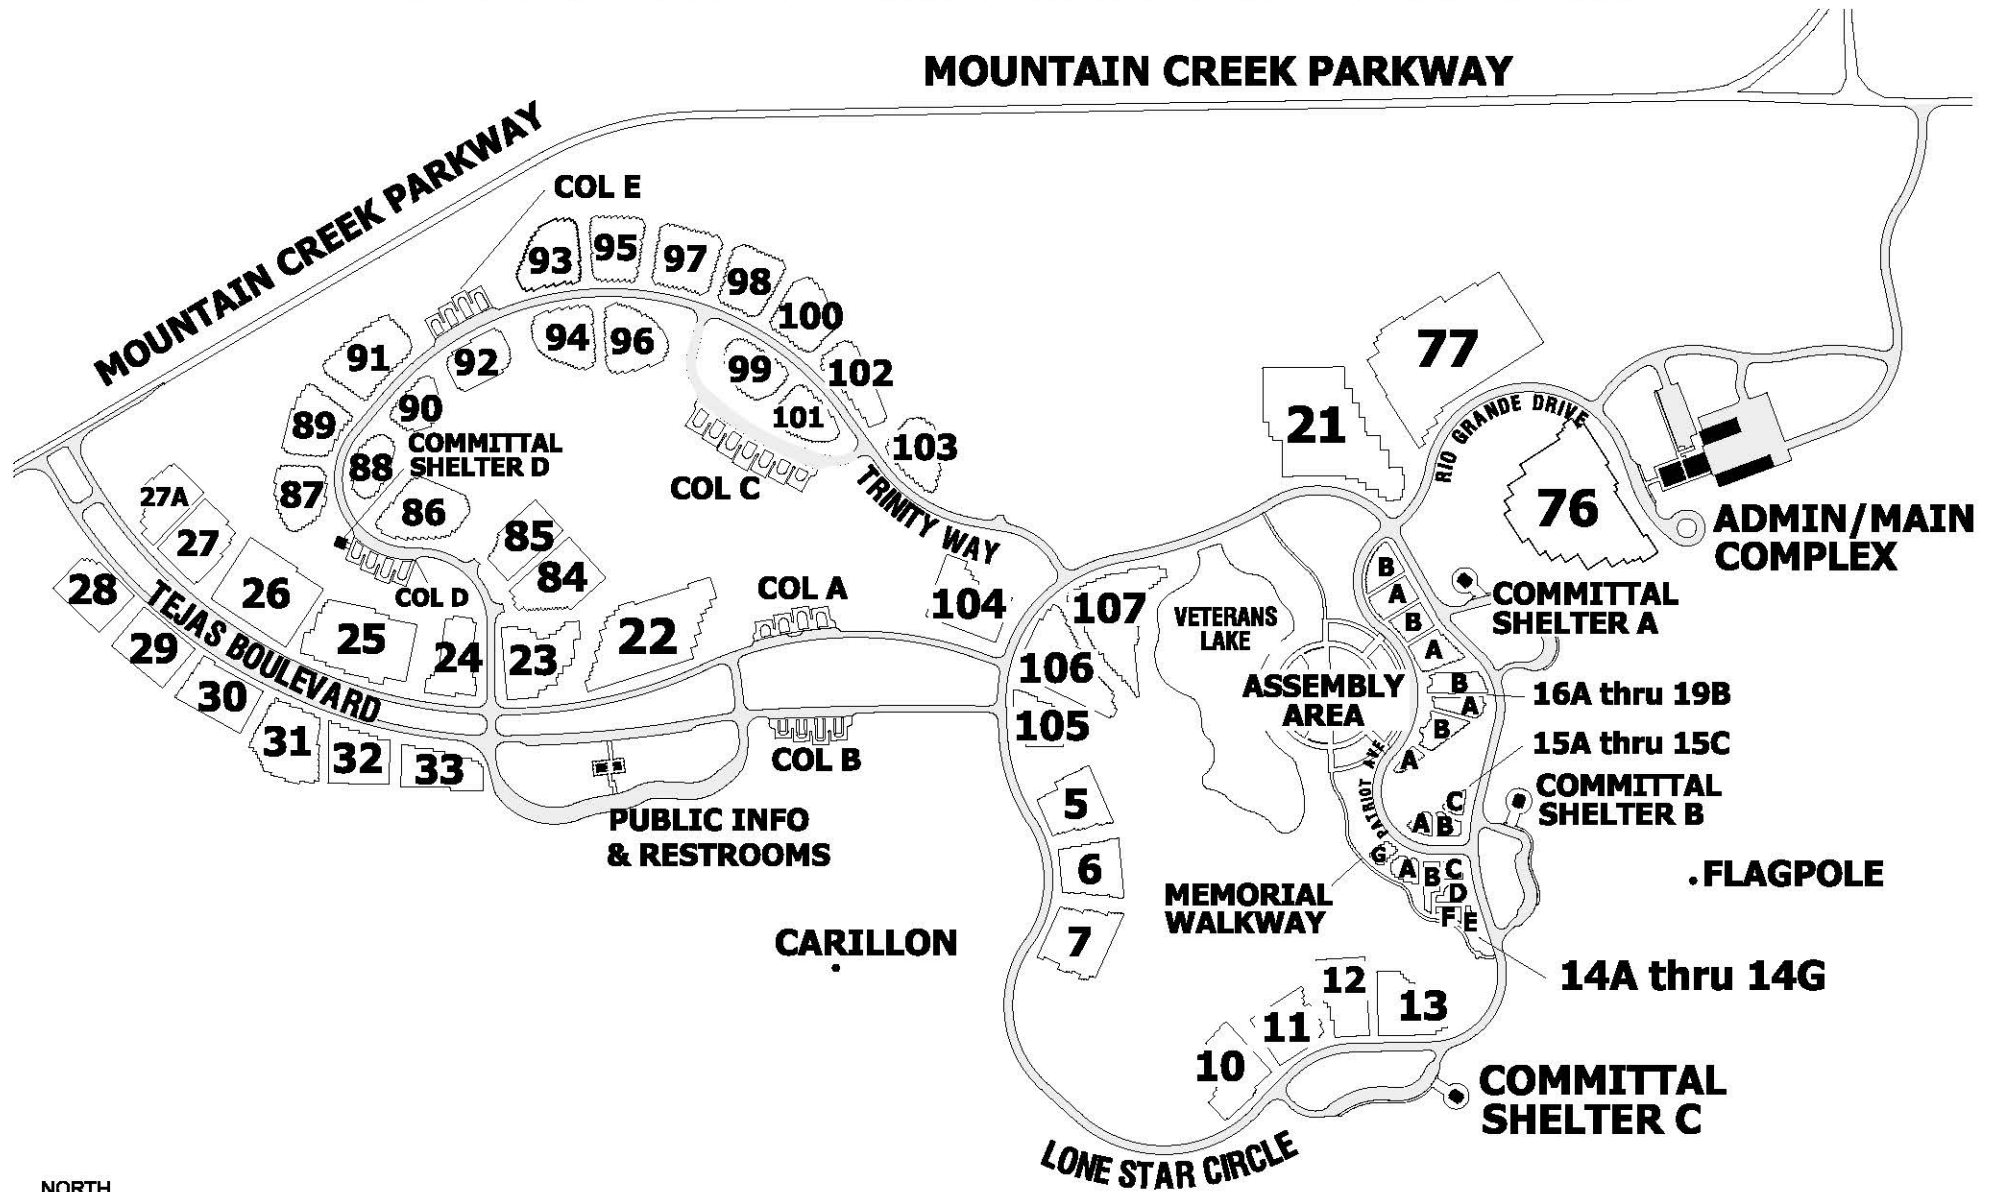 MOUNTAIN CREEK PARKWAY
MOUNTAIN CREEK PARKWAY
COL E
93
95
97
98
100
102
103
91
92
94
96
99
101
89
90
COMMITTAL
SHELTER D
88
87
86
COL C
TRINITY WAY
27A
27
28
26
85
84
COL D
TEJAS BOULEVARD
29
25
24
23
22
COL A
104
107
106
105
30
31
32
33
COL B
PUBLIC INFO
& RESTROOMS
CARILLON
5
6
7
77
21
RIO GRANDE DRIVE
76
ADMIN/MAIN
COMPLEX
VETERANS
LAKE
ASSEMBLY
AREA
B
A
B
A
B
A
B
A
COMMITTAL
SHELTER A
16A thru 19B
15A thru 15C
COMMITTAL
SHELTER B
PATRIOT AVE
C
A B
G A B C
D
F E
MEMORIAL
WALKWAY
FLAGPOLE
14A thru 14G
12
13
11
10
COMMITTAL
SHELTER C
LONE STAR CIRCLE
NORTH